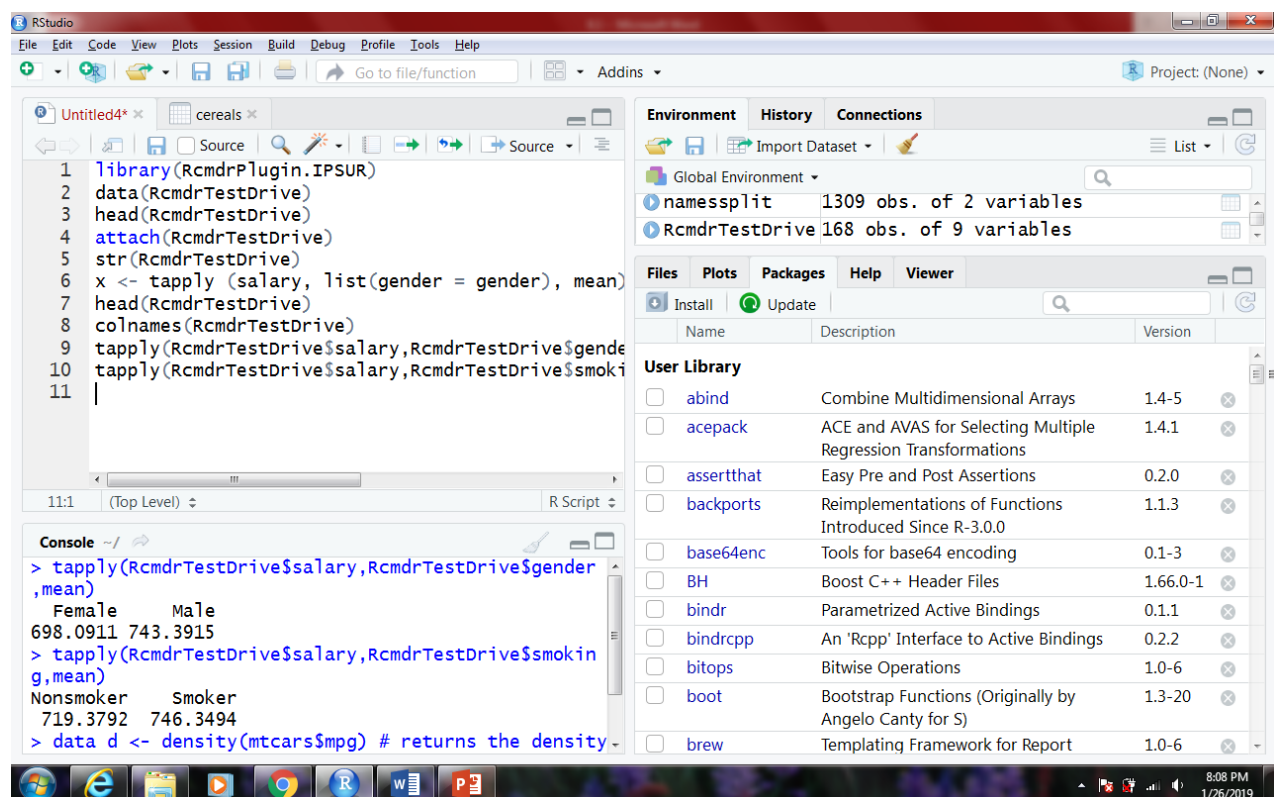 RStudio
File Edit Code View Plots Session Build Debug Profile Tools Help
Go to file/function Addins Project: (None)
Untitled4* cereals
Source Source
1 library(RcmdrPlugin.IPSUR)
2 data(RcmdrTestDrive)
3 head(RcmdrTestDrive)
4 attach(RcmdrTestDrive)
5 str(RcmdrTestDrive)
6 x <- tapply (salary, list(gender = gender), mean)
7 head(RcmdrTestDrive)
8 colnames(RcmdrTestDrive)
9 tapply(RcmdrTestDrive$salary,RcmdrTestDrive$gende
10 tapply(RcmdrTestDrive$salary,RcmdrTestDrive$smoki
11
11:1 (Top Level) R Script
Console ~/
> tapply(RcmdrTestDrive$salary,RcmdrTestDrive$gender
,mean)
Female Male
698.0911 743.3915
> tapply(RcmdrTestDrive$salary,RcmdrTestDrive$smokin
g,mean)
Nonsmoker Smoker
719.3792 746.3494
> data d <- density(mtcars$mpg) # returns the density
Environment History Connections
Import Dataset List
Global Environment
namessplit 1309 obs. of 2 variables
RcmdrTestDrive 168 obs. of 9 variables
Files Plots Packages Help Viewer
Install Update
Name Description Version
User Library
abind Combine Multidimensional Arrays 1.4-5
acepack ACE and AVAS for Selecting Multiple 1.4.1
Regression Transformations
assertthat Easy Pre and Post Assertions 0.2.0
backports Reimplementations of Functions 1.1.3
Introduced Since R-3.0.0
base64enc Tools for base64 encoding 0.1-3
BH Boost C++ Header Files 1.66.0-1
bindr Parametrized Active Bindings 0.1.1
bindrcpp An 'Rcpp' Interface to Active Bindings 0.2.2
bitops Bitwise Operations 1.0-6
boot Bootstrap Functions (Originally by 1.3-20
Angelo Canty for S)
brew Templating Framework for Report 1.0-6
8:08 PM
1/26/2019